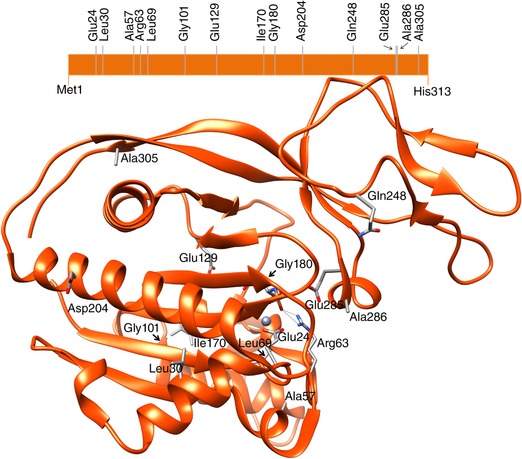 Glu24
Leu30
Ala57
Arg63
Leu69
Gly101
Glu129
Ile170
Gly180
Asp204
Gln248
Glu285
Ala286
Ala305
Met1
His313
Ala305
Gln248
Glu129
Gly180
Glu285
Asp204
Ala286
Gly101
Ile170
Glu24
Leu69
Arg63
Leu30
Ala57